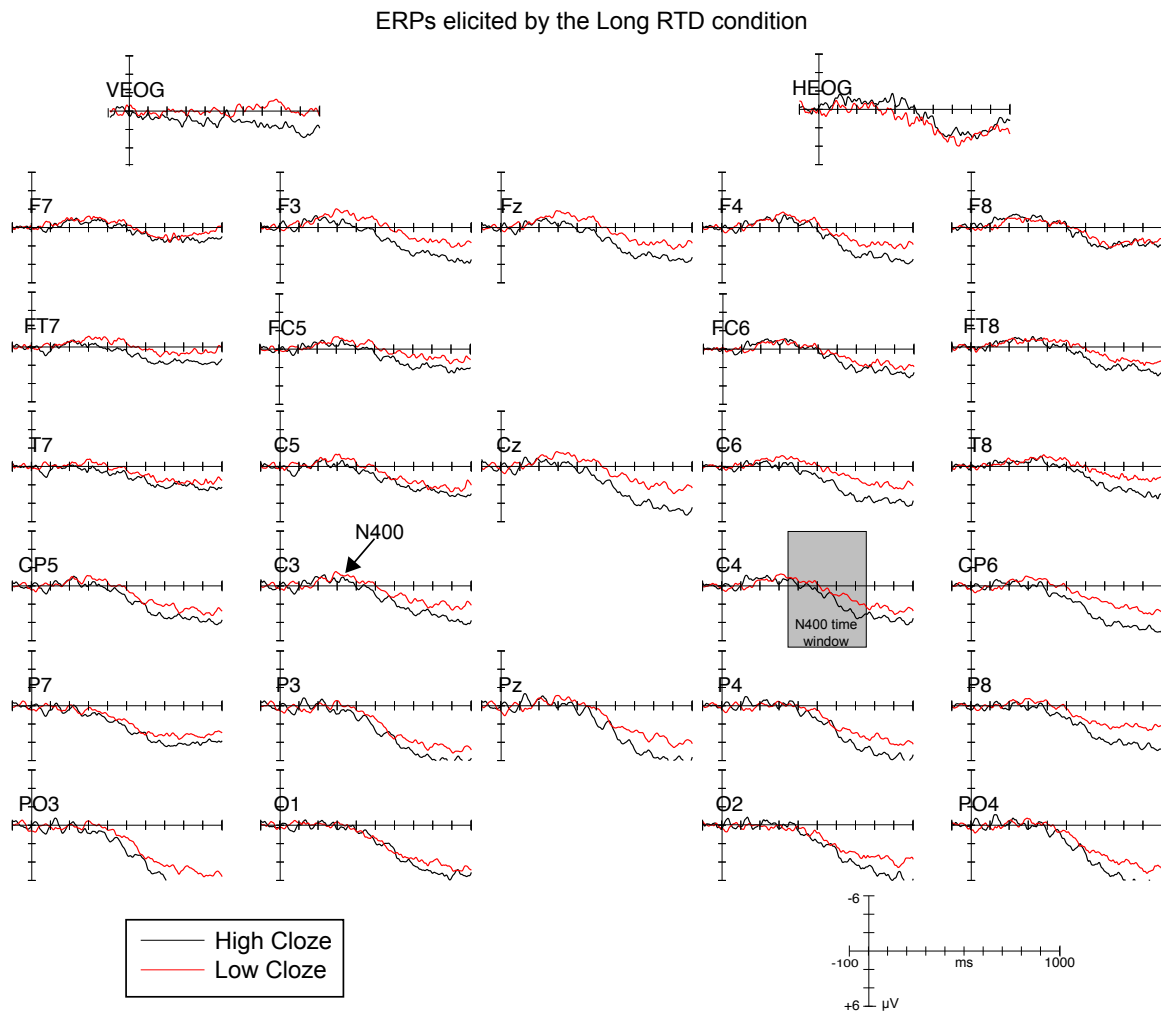 ERPs elicited by the Long RTD condition
VEOG
HEOG
F7
F3
Fz
F4
F8
FT7
FC5
FC6
FT8
T7
C5
Cz
C6
T8
N400
CP5
C3
C4
CP6
N400 time
window
P7
P3
Pz
P4
P8
PO3
O1
O2
PO4
High Cloze
Low Cloze
-6
-100
ms
1000
+6
µV